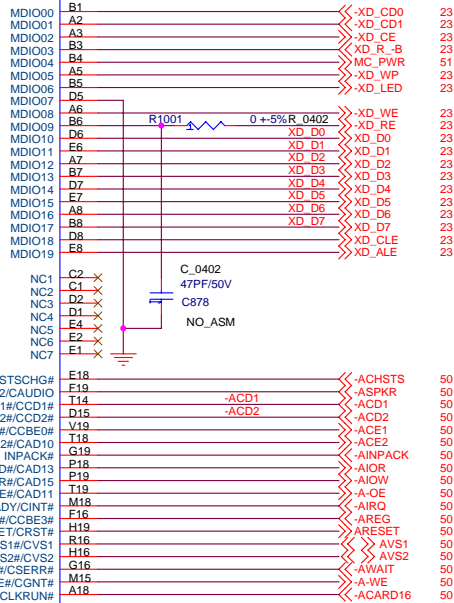 MDIO00 B1 -XD_CD0 23
MDIO01 A2 -XD_CD1 23
MDIO02 A3 -XD_CE 23
MDIO03 B3 XD_R_-B 23
MDIO04 B4 MC_PWR 51
MDIO05 A5 -XD_WP 23
MDIO06 B5 -XD_LED 23
MDIO07 D5
MDIO08 A6 -XD_WE 23
MDIO09 B6 R1001 0 +-5% R_0402 -XD_RE 23
MDIO10 D6 XD_D0 XD_D0 23
MDIO11 E6 XD_D1 XD_D1 23
MDIO12 A7 XD_D2 XD_D2 23
MDIO13 B7 XD_D3 XD_D3 23
MDIO14 D7 XD_D4 XD_D4 23
MDIO15 E7 XD_D5 XD_D5 23
MDIO16 A8 XD_D6 XD_D6 23
MDIO17 B8 XD_D7 XD_D7 23
MDIO18 D8 XD_CLE 23
MDIO19 E8 XD_ALE 23
NC1 C2
NC2 C1
NC3 D2
NC4 D1
NC5 E4
NC6 E2
NC7 E1
C_0402
47PF/50V
C878
NO_ASM
STSCHG# E18 -ACHSTS 50
2/CAUDIO F19 -ASPKR 50
1#/CCD1# T14 -ACD1 -ACD1 50
2#/CCD2# D15 -ACD2 -ACD2 50
#/CCBE0# V19 -ACE1 50
2#/CAD10 T18 -ACE2 50
INPACK# G19 -AINPACK 50
D#/CAD13 P18 -AIOR 50
R#/CAD15 P19 -AIOW 50
E#/CAD11 T19 -A-OE 50
ADY/CINT# M18 -AIRQ 50
#/CCBE3# F16 -AREG 50
ET/CRST# H19 ARESET 50
S1#/CVS1 R16 AVS1 50
S2#/CVS2 H16 AVS2 50
#/CSERR# G16 -AWAIT 50
E#/CGNT# M15 -A-WE 50
CLKRUN# A18 -ACARD16 50